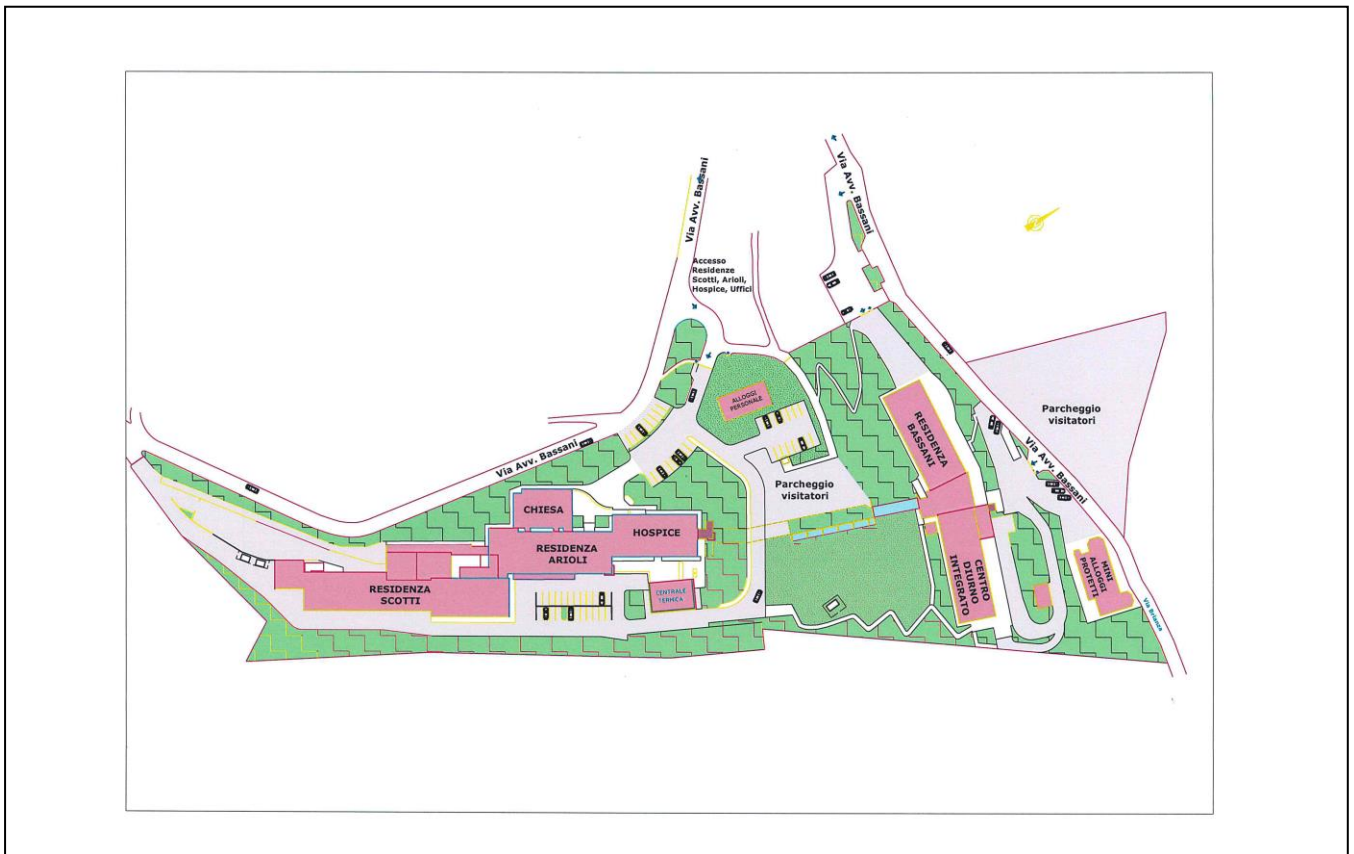 Via Avv. Bassani
Via Avv. Bassani
Accesso
Residenze
Scotti, Arioli,
Hospice, Uffici
ALLOGGI
PERSONALE
Parcheggio
visitatori
RESIDENZA
BASSANI
Via Avv. Bassani
Via Avv. Bassani
Parcheggio
visitatori
CHIESA
HOSPICE
RESIDENZA
ARIOLI
RESIDENZA
SCOTTI
CENTRALE
TERMICA
CENTRO
DIURNO
INTEGRATO
MINI
ALLOGGI
PROTETTI
Via Brianza